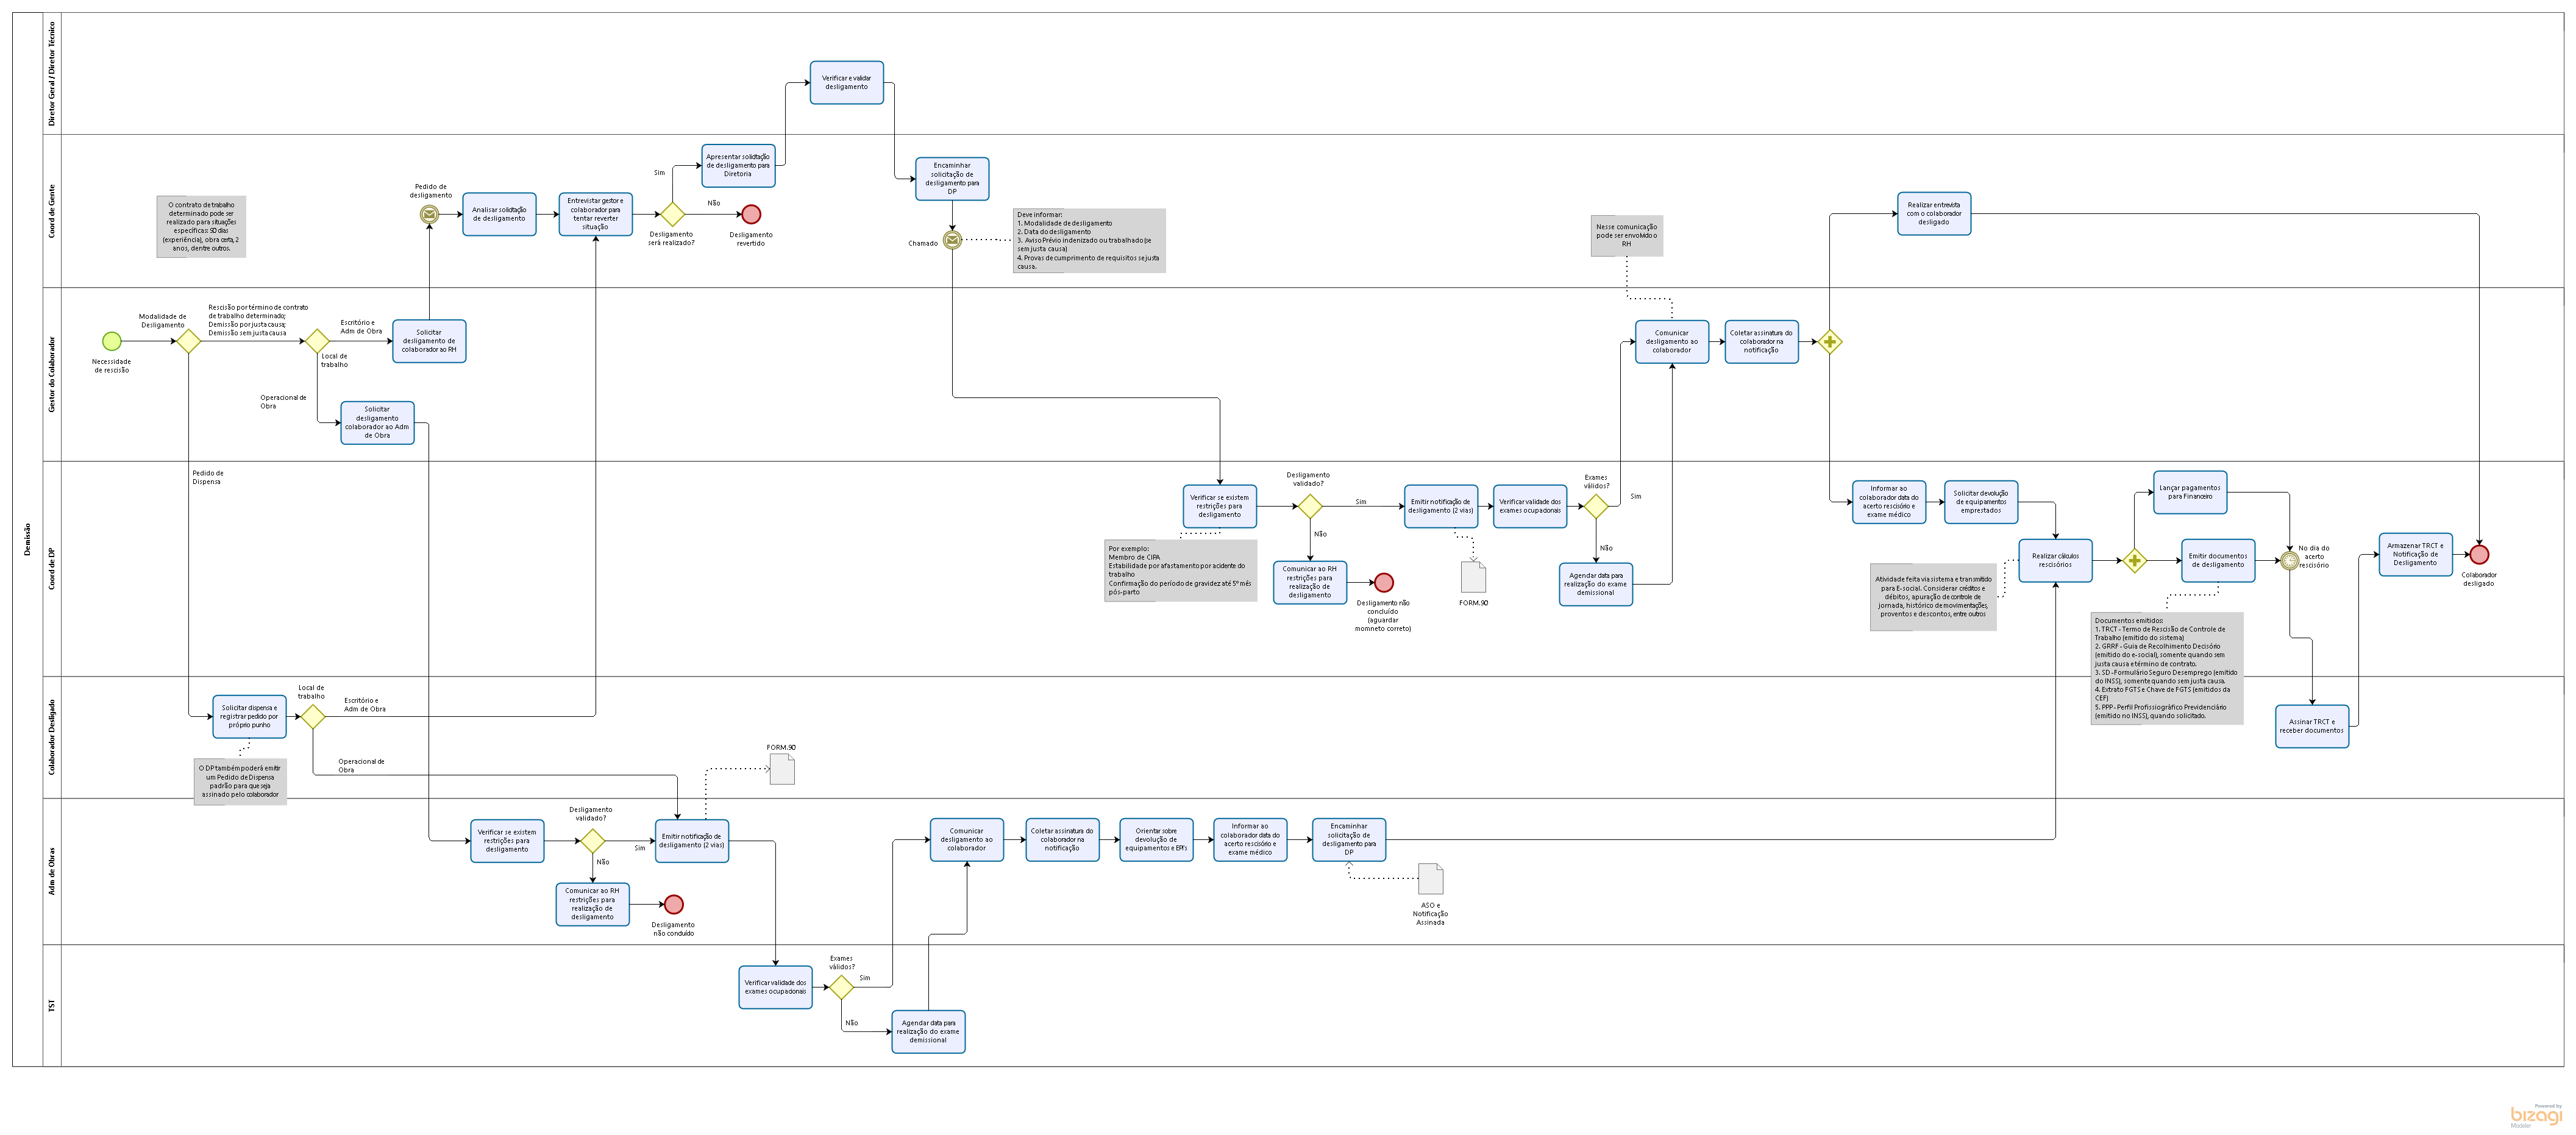 Demissão
Diretor Geral / Diretor Técnico
Verificar e validar
desligamento
Coord de Gente
O contrato de trabalho
determinado pode ser
realizado para situações
específicas: 90 dias
(experiência), obra certa, 2
anos, dentre outros.
Pedido de
desligamento
Analisar solicitação
de desligamento
Entrevistar gestor e
colaborador para
tentar reverter
situação
Desligamento
será realizado?
Sim
Não
Apresentar solicitação
de desligamento para
Diretoria
Desligamento
revertido
Encaminhar
solicitação de
desligamento para
DP
Chamado
Deve informar:
1. Modalidade de desligamento
2. Data do desligamento
3. Aviso Prévio indenizado ou trabalhado (se
sem justa causa)
4. Provas de cumprimento de requisitos se justa
causa.
Nesse comunicação
pode ser envolvido o
RH
Realizar entrevista
com o colaborador
desligado
Gestor do Colaborador
Necessidade
de rescisão
Modalidade de
Desligamento
Rescisão por término de contrato
de trabalho determinado;
Demissão por justa causa;
Demissão sem justa causa
Local de
trabalho
Escritório e
Adm de Obra
Solicitar
desligamento de
colaborador ao RH
Operacional de
Obra
Solicitar
desligamento
colaborador ao Adm
de Obra
Comunicar
desligamento ao
colaborador
Coletar assinatura do
colaborador na
notificação
Coord de DP
Pedido de
Dispensa
Verificar se existem
restrições para
desligamento
Por exemplo:
Membro de CIPA
Estabilidade por afastamento por acidente do
trabalho
Confirmação do período de gravidez até 5º mês
pós-parto
Desligamento
validado?
Sim
Não
Comunicar ao RH
restrições para
realização de
desligamento
Desligamento não
concluído
(aguardar
momneto correto)
Emitir notificação de
desligamento (2 vias)
FORM.90
Verificar validade dos
exames ocupacionais
Exames
válidos?
Sim
Não
Agendar data para
realização do exame
demissional
Informar ao
colaborador data do
acerto rescisório e
exame médico
Solicitar devolução
de equipamentos
emprestados
Atividade feita via sistema e transmitido
para E-social. Considerar créditos e
débitos, apuração de controle de
jornada, histórico de movimentações,
proventos e descontos, entre outros
Realizar cálculos
rescisórios
Lançar pagamentos
para Financeiro
Emitir documentos
de desligamento
No dia do
acerto
rescisório
Documentos emitidos:
1. TRCT - Termo de Rescisão de Controle de
Trabalho (emitido do sistema)
2. GRRF - Guia de Recolhimento Decisório
(emitido do e-social), somente quando sem
justa causa e término de contrato.
3. SD - Formulário Seguro Desemprego (emitido
do INSS), somente quando sem justa causa.
4. Extrato FGTS e Chave de FGTS (emitidos da
CEF)
5. PPP - Perfil Profissiográfico Previdenciário
(emitido no INSS), quando solicitado.
Armazenar TRCT e
Notificação de
Desligamento
Colaborador
desligado
Colaborador Desligado
Solicitar dispensa e
registrar pedido por
próprio punho
O DP também poderá emitir
um Pedido de Dispensa
padrão para que seja
assinado pelo colaborador
Local de
trabalho
Escritório e
Adm de Obra
Operacional de
Obra
FORM.90
Assinar TRCT e
receber documentos
Adm de Obras
Verificar se existem
restrições para
desligamento
Desligamento
validado?
Sim
Não
Comunicar ao RH
restrições para
realização de
desligamento
Desligamento
não concluído
Emitir notificação de
desligamento (2 vias)
Comunicar
desligamento ao
colaborador
Coletar assinatura do
colaborador na
notificação
Orientar sobre
devolução de
equipamentos e EPI's
Informar ao
colaborador data do
acerto rescisório e
exame médico
Encaminhar
solicitação de
desligamento para
DP
ASO e
Notificação
Assinada
TST
Verificar validade dos
exames ocupacionais
Exames
válidos?
Sim
Não
Agendar data para
realização do exame
demissional
Powered by
bizagi
Modeler